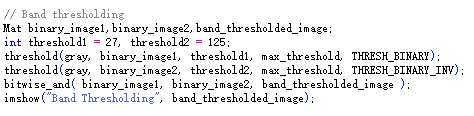 // Band thresholding
Mat binary_image1,binary_image2,band_thresholded_image;
int threshold1 = 27, threshold2 = 125;
threshold(gray, binary_image1, threshold1, max_threshold, THRESH_BINARY);
threshold(gray, binary_image2, threshold2, max_threshold, THRESH_BINARY_INV);
bitwise_and( binary_image1, binary_image2, band_thresholded_image );
imshow("Band Thresholding", band_thresholded_image);